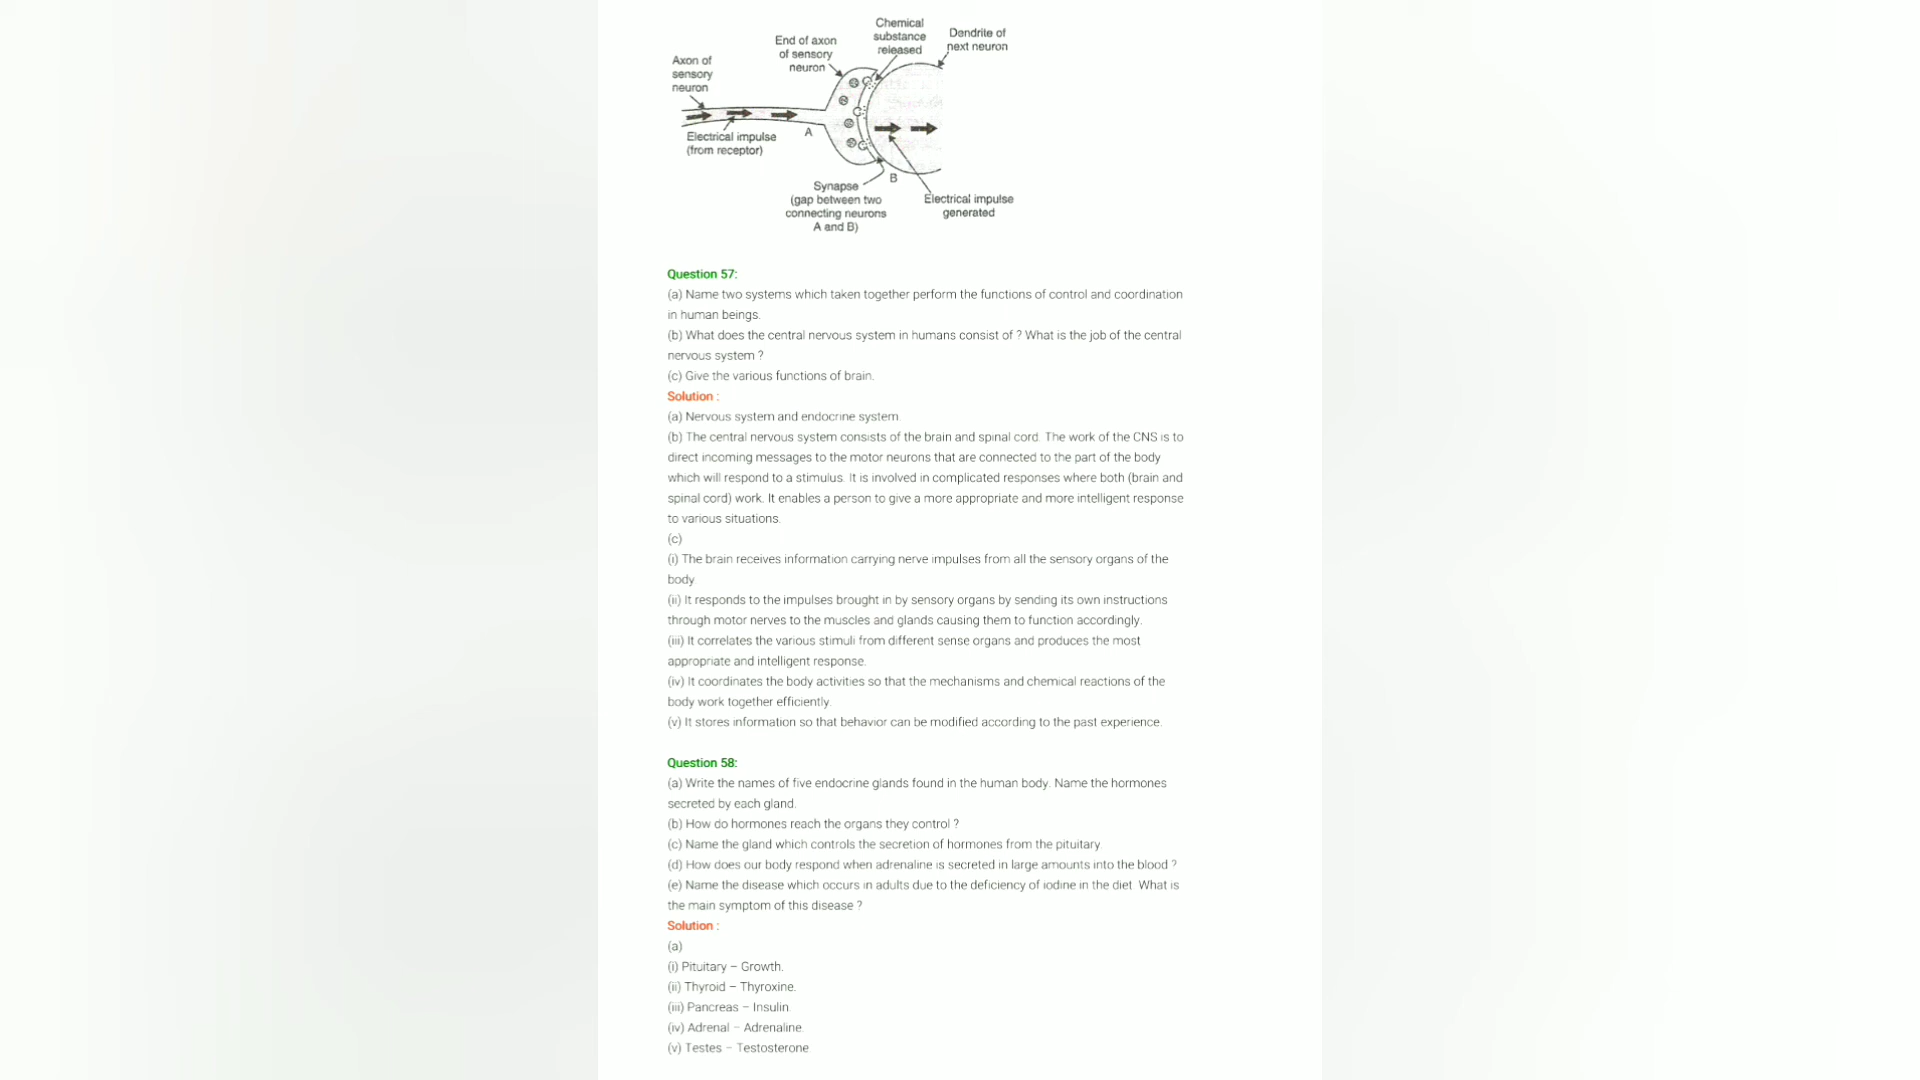 Chemical
substance
released
Dendrite of
next neuron
End of axon
of sensory
neuron
Axon of
sensory
neuron
Electrical impulse
(from receptor)
A
B
Synapse
(gap between two
connecting neurons
A and B)
Electrical impulse
generated
Question 57:
(a) Name two systems which taken together perform the functions of control and coordination
in human beings.
(b) What does the central nervous system in humans consist of ? What is the job of the central
nervous system ?
(c) Give the various functions of brain.
Solution :
(a) Nervous system and endocrine system
(b) The central nervous system consists of the brain and spinal cord. The work of the CNS is to
direct incoming messages to the motor neurons that are connected to the part of the body
which will respond to a stimulus. It is involved in complicated responses where both (brain and
spinal cord) work. It enables a person to give a more appropriate and more intelligent response
to various situations.
(c)
(i) The brain receives information carrying nerve impulses from all the sensory organs of the
body
(ii) It responds to the impulses brought in by sensory organs by sending its own instructions
through motor nerves to the muscles and glands causing them to function accordingly.
(iii) It correlates the various stimuli from different sense organs and produces the most
appropriate and intelligent response.
(iv) It coordinates the body activities so that the mechanisms and chemical reactions of the
body work together efficiently.
(v) It stores information so that behavior can be modified according to the past experience.
Question 58:
(a) Write the names of five endocrine glands found in the human body. Name the hormones
secreted by each gland.
(b) How do hormones reach the organs they control ?
(c) Name the gland which controls the secretion of hormones from the pituitary.
(d) How does our body respond when adrenaline is secreted in large amounts into the blood ?
(e) Name the disease which occurs in adults due to the deficiency of iodine in the diet. What is
the main symptom of this disease ?
Solution :
(a)
(i) Pituitary – Growth.
(ii) Thyroid – Thyroxine.
(iii) Pancreas – Insulin
(iv) Adrenal – Adrenaline.
(v) Testes – Testosterone